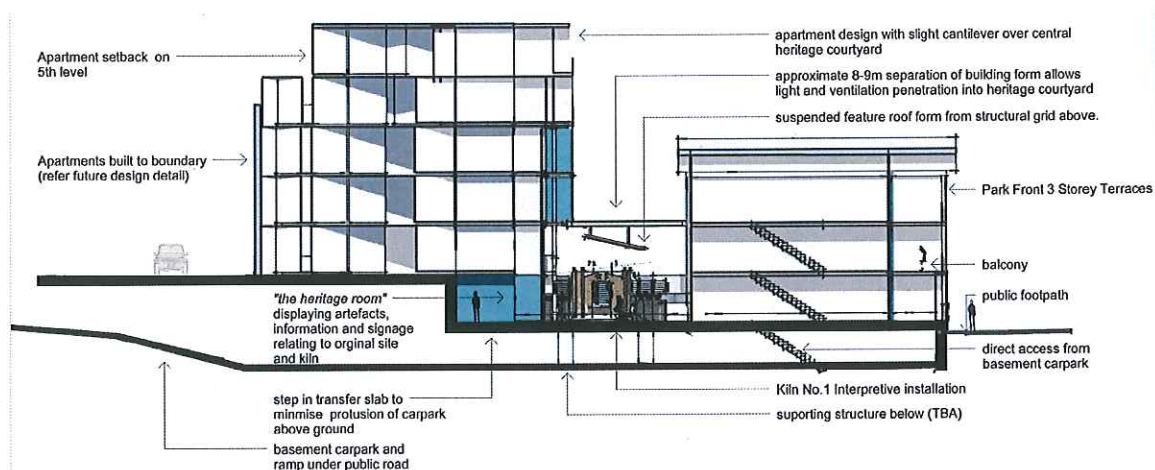 Apartment setback on
5th level
Apartments built to boundary
(refer future design detail)
"the heritage room"
displaying artefacts,
information and signage
relating to orginal site
and kiln
step in transfer slab to
minmise protusion of carpark
above ground
basement carpark and
ramp under public road
apartment design with slight cantilever over central
heritage courtyard
approximate 8-9m separation of building form allows
light and ventilation penetration into heritage courtyard
suspended feature roof form from structural grid above.
Park Front 3 Storey Terraces
balcony
public footpath
direct access from
basement carpark
Kiln No.1 Interpretive installation
suporting structure below (TBA)